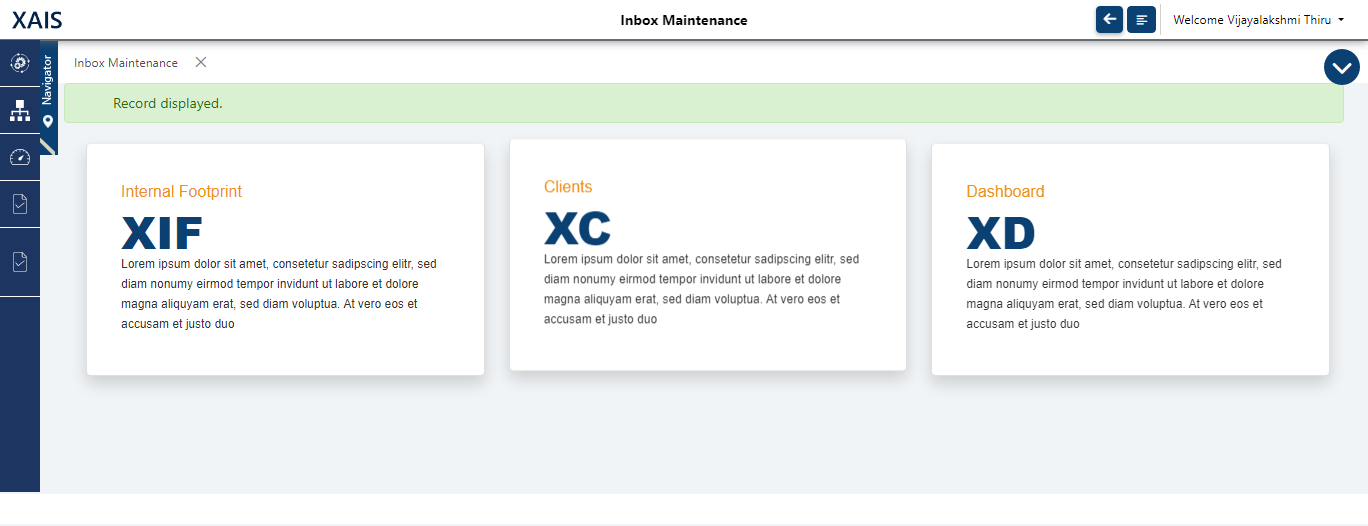 XAIS
Inbox Maintenance
Welcome Vijayalakshmi Thiru
Navigator
Inbox Maintenance
Record displayed.
Internal Footprint
XIF
Lorem ipsum dolor sit amet, consetetur sadipscing elitr, sed
diam nonumy eirmod tempor invidunt ut labore et dolore
magna aliquyam erat, sed diam voluptua. At vero eos et
accusam et justo duo
Clients
XC
Lorem ipsum dolor sit amet, consetetur sadipscing elitr, sed
diam nonumy eirmod tempor invidunt ut labore et dolore
magna aliquyam erat, sed diam voluptua. At vero eos et
accusam et justo duo
Dashboard
XD
Lorem ipsum dolor sit amet, consetetur sadipscing elitr, sed
diam nonumy eirmod tempor invidunt ut labore et dolore
magna aliquyam erat, sed diam voluptua. At vero eos et
accusam et justo duo